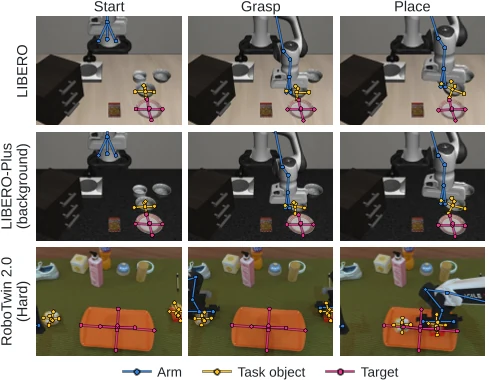 Start Grasp Place
LIBERO
LIBERO-Plus
(background)
RoboTwin 2.0
(Hard)
Arm Task object Target